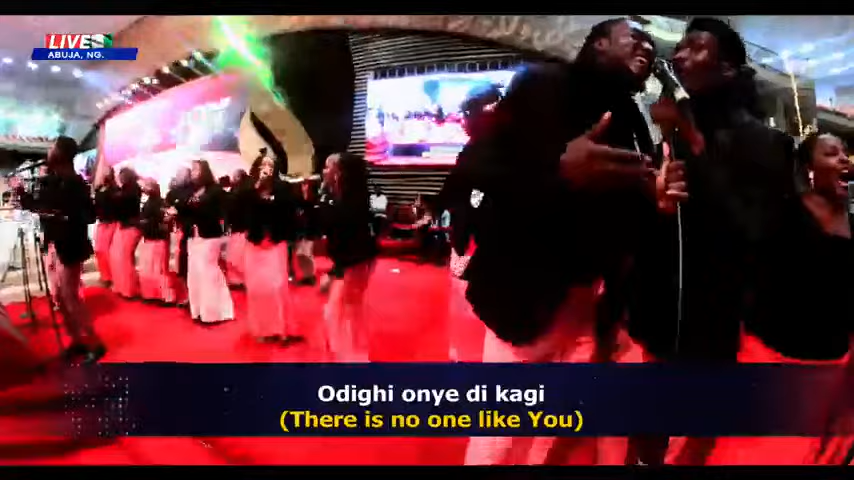 LIVE
ABUJA, NG.
Odighi onye di kagi
(There is no one like You)